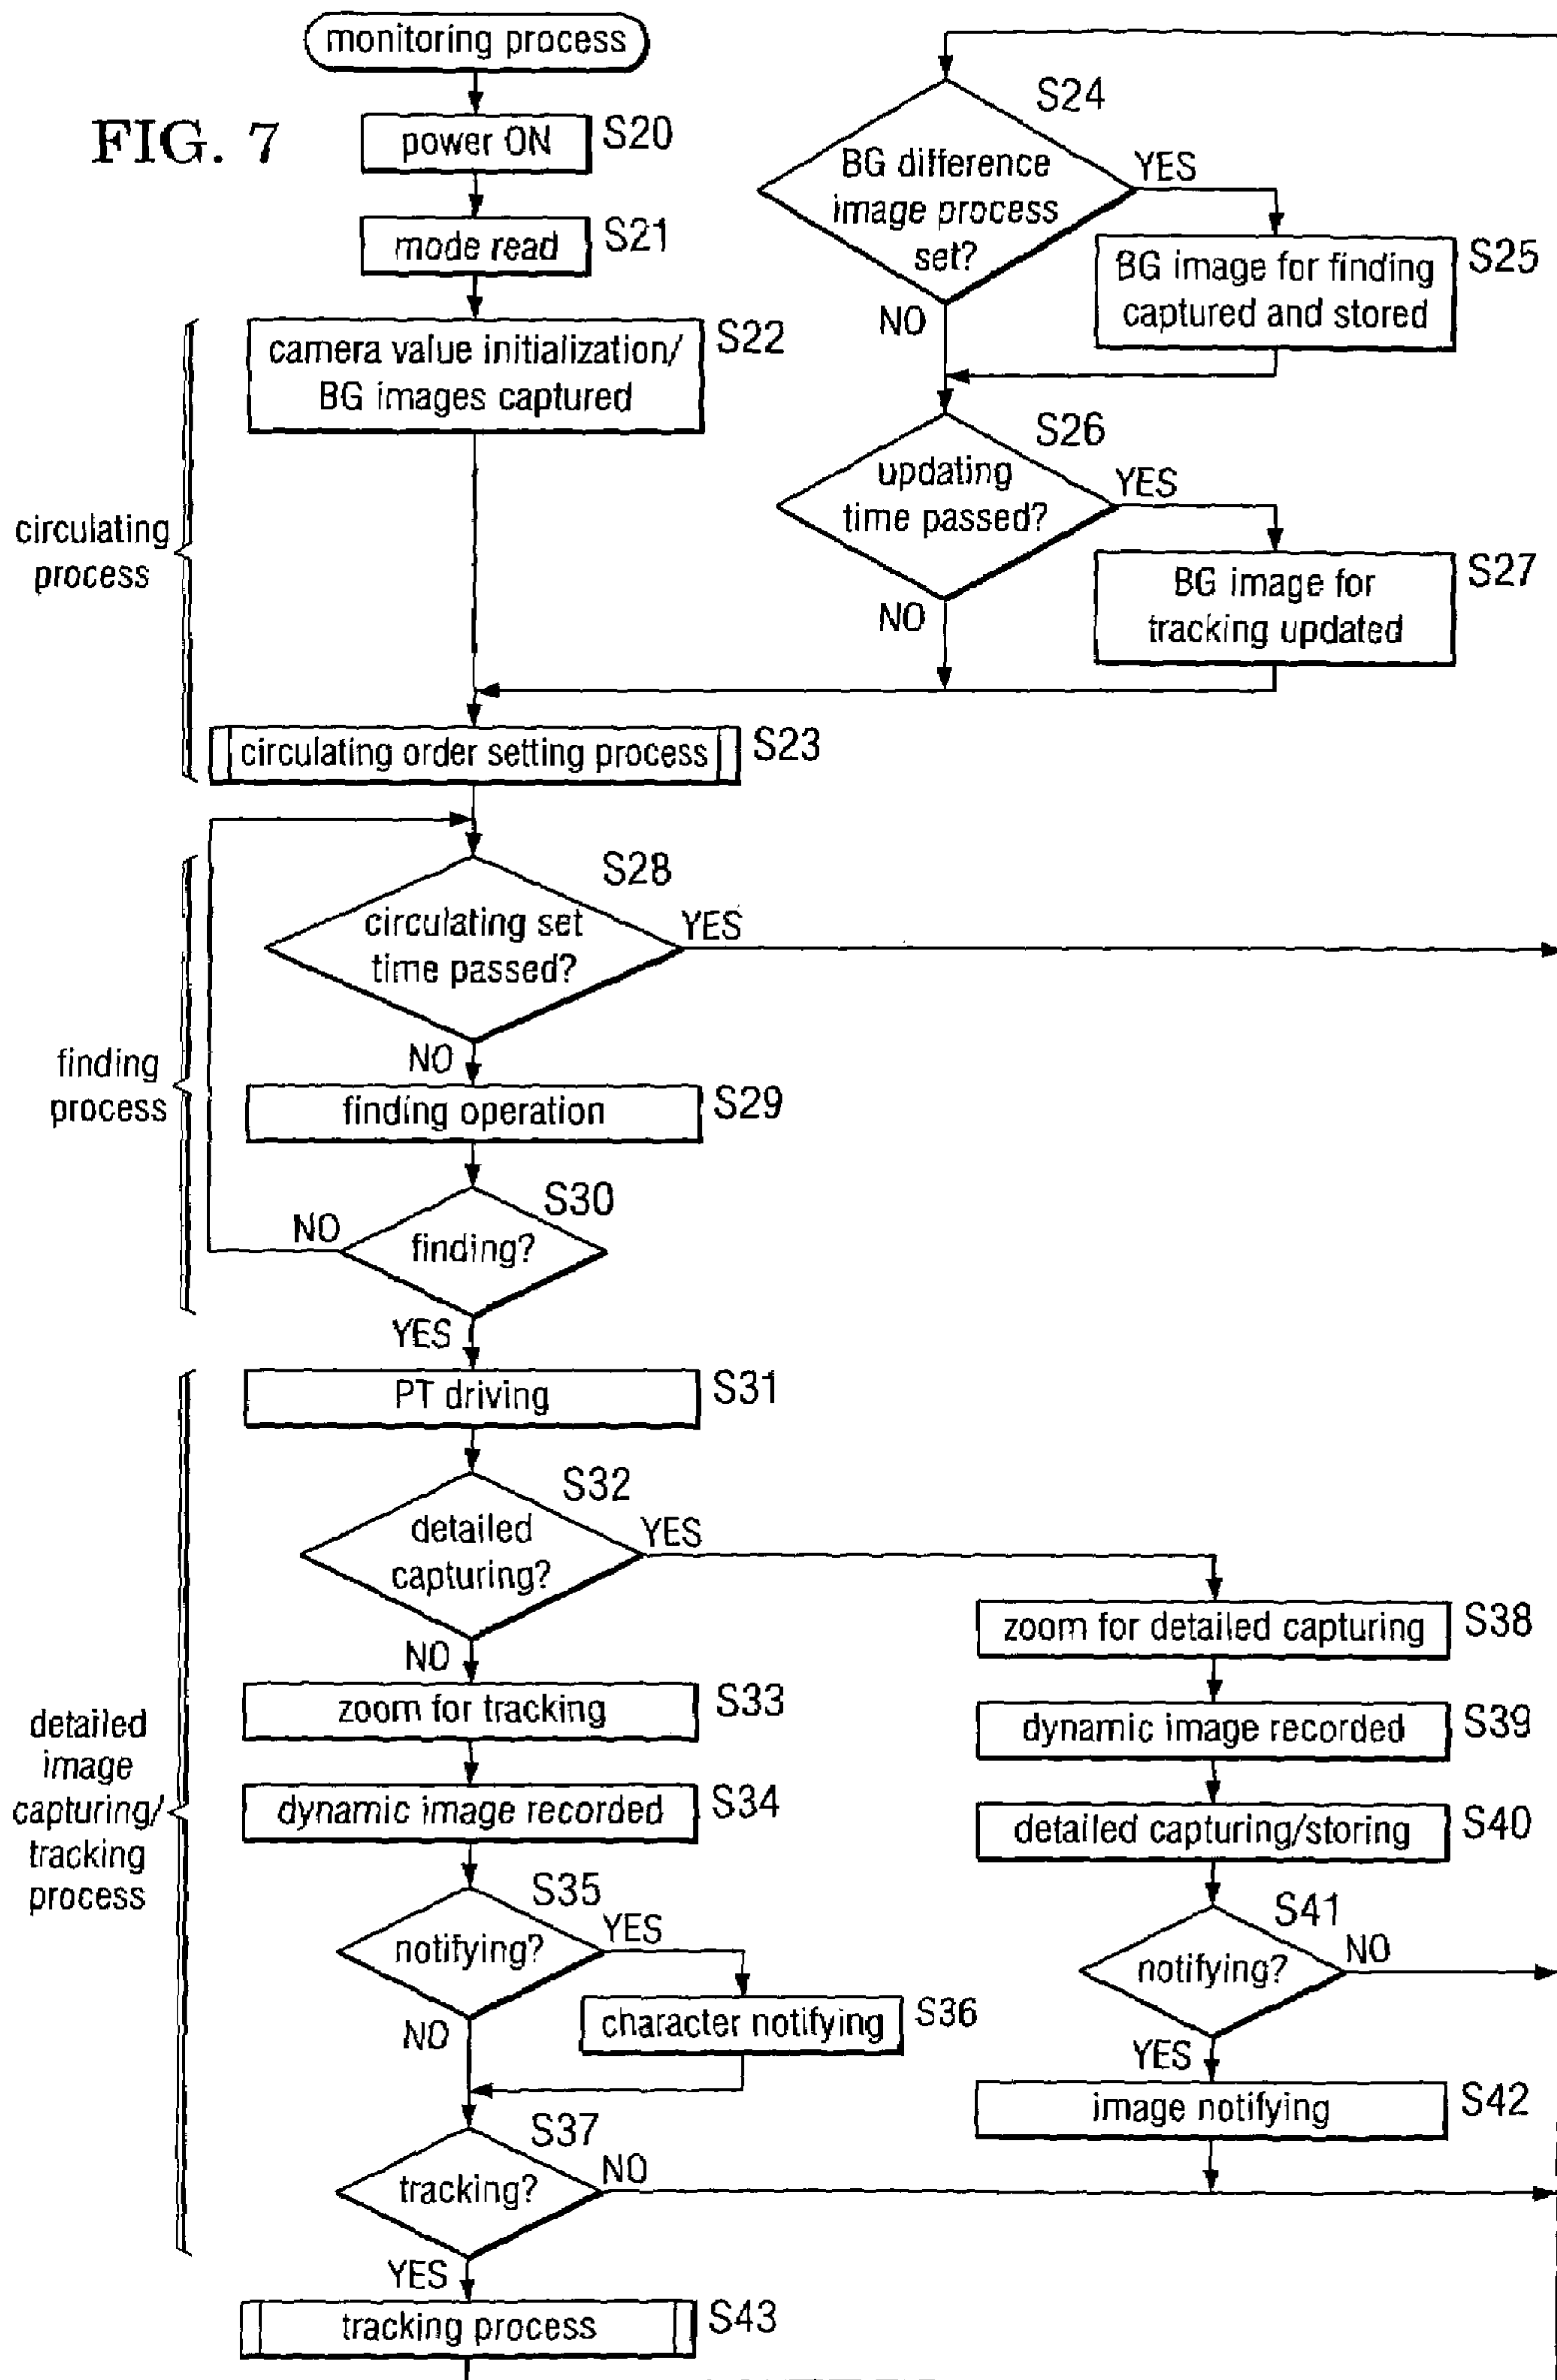 FIG. 7
monitoring process
power ON
S20
mode read
S21
camera value initialization/
BG images captured
S22
circulating
process
circulating order setting process
S23
S24
BG difference
image process
set?
YES
NO
BG image for finding
captured and stored
S25
S26
updating
time passed?
YES
NO
BG image for
tracking updated
S27
finding
process
S28
circulating set
time passed?
YES
NO
finding operation
S29
S30
finding?
NO
YES
detailed
image
capturing/
tracking
process
PT driving
S31
S32
detailed
capturing?
YES
NO
zoom for tracking
S33
dynamic image recorded
S34
S35
notifying?
YES
NO
character notifying
S36
S37
tracking?
NO
YES
tracking process
S43
zoom for detailed capturing
S38
dynamic image recorded
S39
detailed capturing/storing
S40
S41
notifying?
NO
YES
image notifying
S42